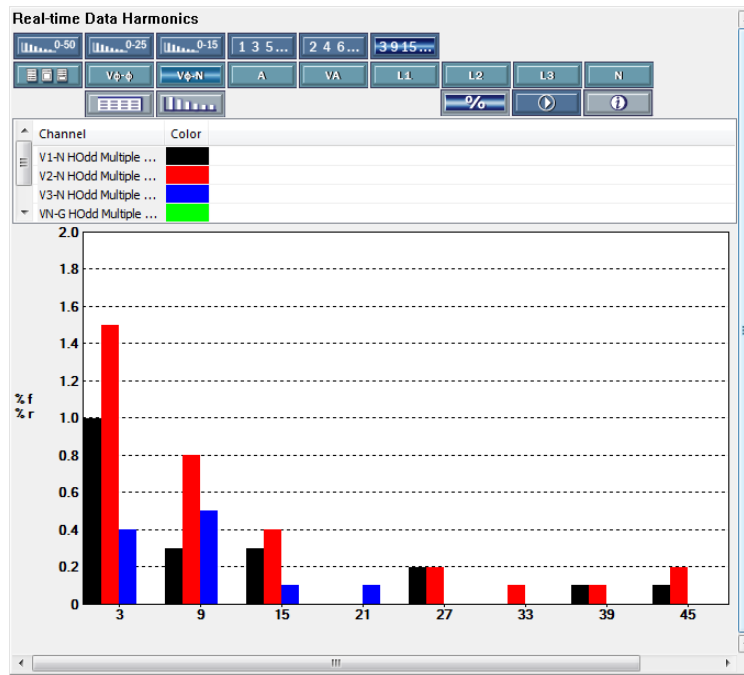 Real-time Data Harmonics
0-50 0-25 0-15 1 3 5... 2 4 6... 3 9 15...
Vϕ-ϕ Vϕ-N A VA L1 L2 L3 N
%
Channel Color
V1-N HOdd Multiple ...
V2-N HOdd Multiple ...
V3-N HOdd Multiple ...
VN-G HOdd Multiple ...
2.0
1.8
1.6
1.4
1.2
% f
% r
1.0
0.8
0.6
0.4
0.2
0
3 9 15 21 27 33 39 45